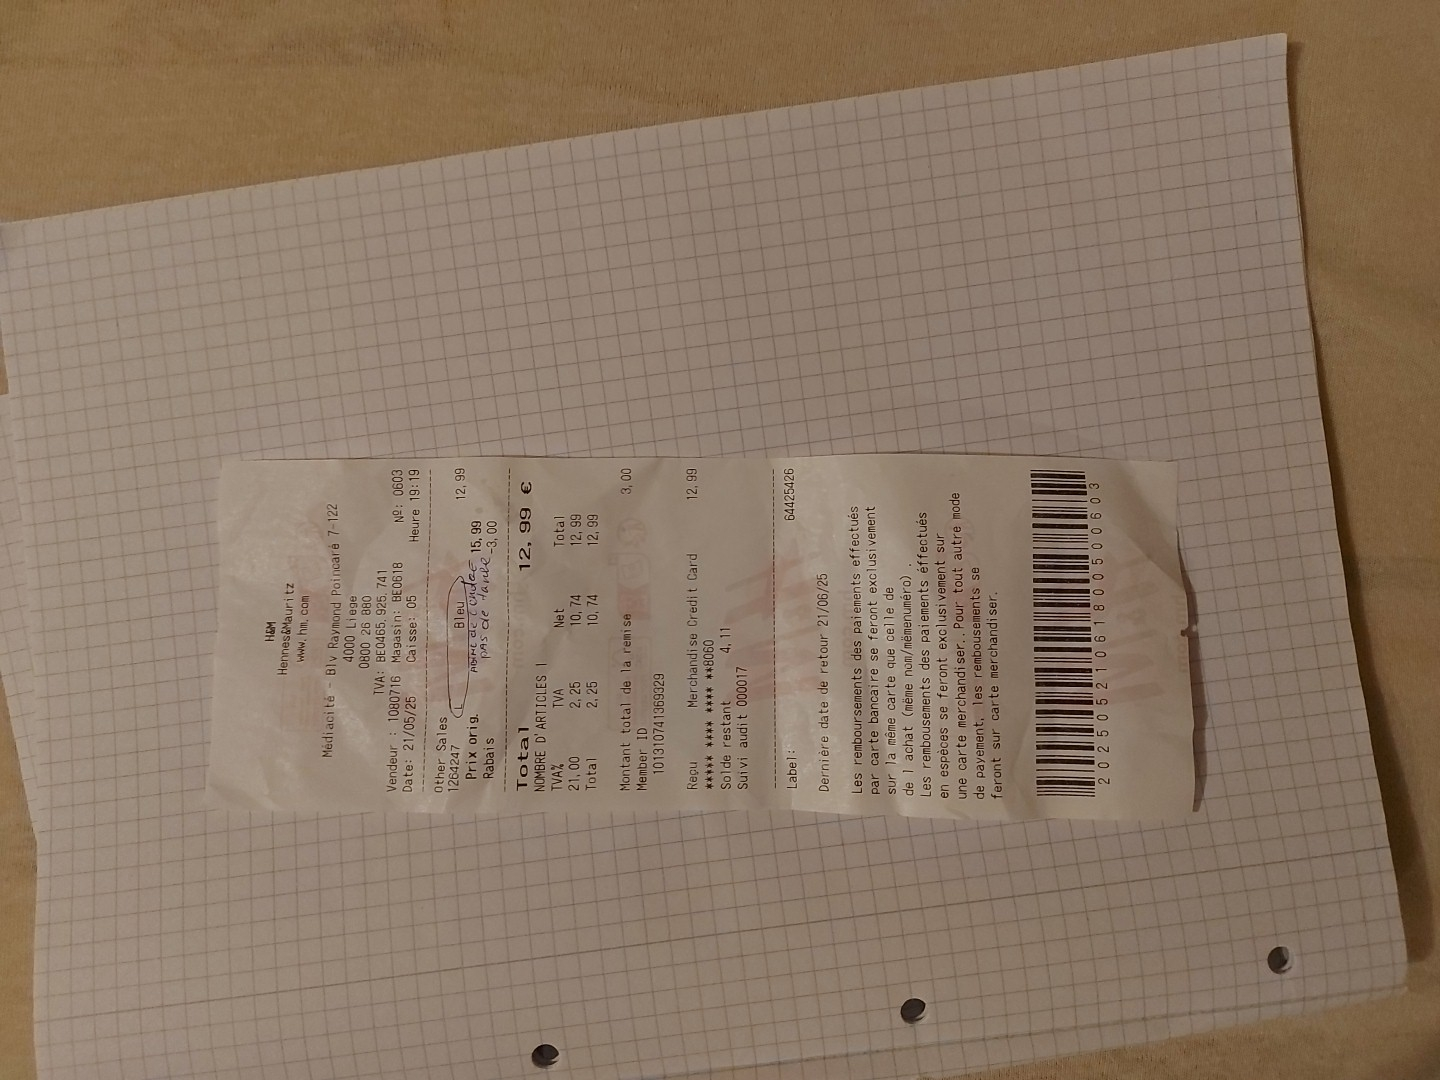 H&M
Hennes&Mauritz
www.hm.com
Médiacité - Blv Raymond Poincaré 7-122
4000 Liege
0800 26 880
TVA: BE0465.925.741
Vendeur : 1080716 Magasin: BE0618 Nº: 0603
Date: 21/05/25 Caisse: 05 Heure 19:19
Other Sales
1264247 L Bleu 12,99
Prix orig. 15,99
pas de
Rabais -3,00
Total 12,99 €
NOMBRE D'ARTICLES 1
TVA% TVA Net Total
21,00 2,25 10,74 12,99
Total 2,25 10,74 12,99
Montant total de la remise 3,00
Member ID
10131074136 9329
Reçu Merchandise Credit Card 12,99
***** **** **** **8060
Solde restant 4,11
Suivi audit 000017
Label: 64425426
Dernière date de retour 21/06/25
Les remboursements des paiements effectués
par carte bancaire se feront exclusivement
sur la même carte que celle de
de l achat (même nom/mêmenuméro).
Les rembousements des paiements effectués
en espèces se feront exclusivement sur
une carte merchandiser..Pour tout autre mode
de payement, les rembousements se
feront sur carte merchandiser.
2025052106180500603